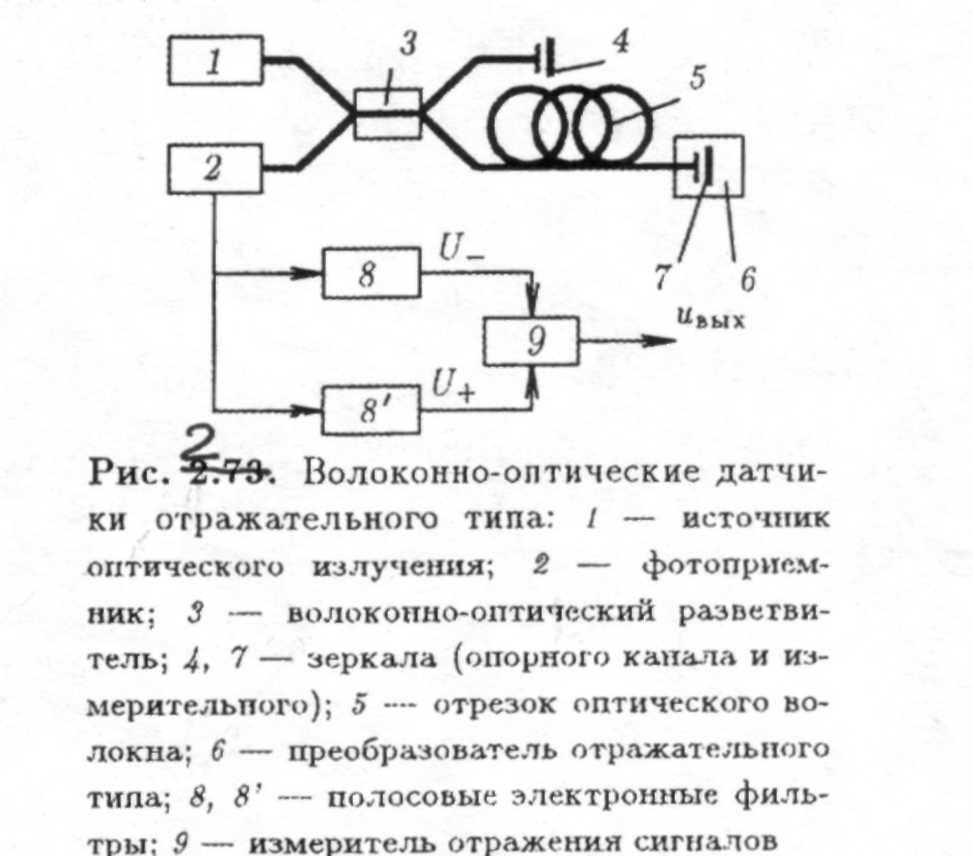 1
3
4
5
2
8
U₋
7
6
9
uвых
8'
U₊
2
Рис. 2.73. Волоконно-оптические датчи-
ки отражательного типа: 1 — источник
оптического излучения; 2 — фотоприем-
ник; 3 — волоконно-оптический разветви-
тель; 4, 7 — зеркала (опорного канала и из-
мерительного); 5 — отрезок оптического во-
локна; 6 — преобразователь отражательного
типа; 8, 8' — полосовые электронные филь-
тры; 9 — измеритель отражения сигналов